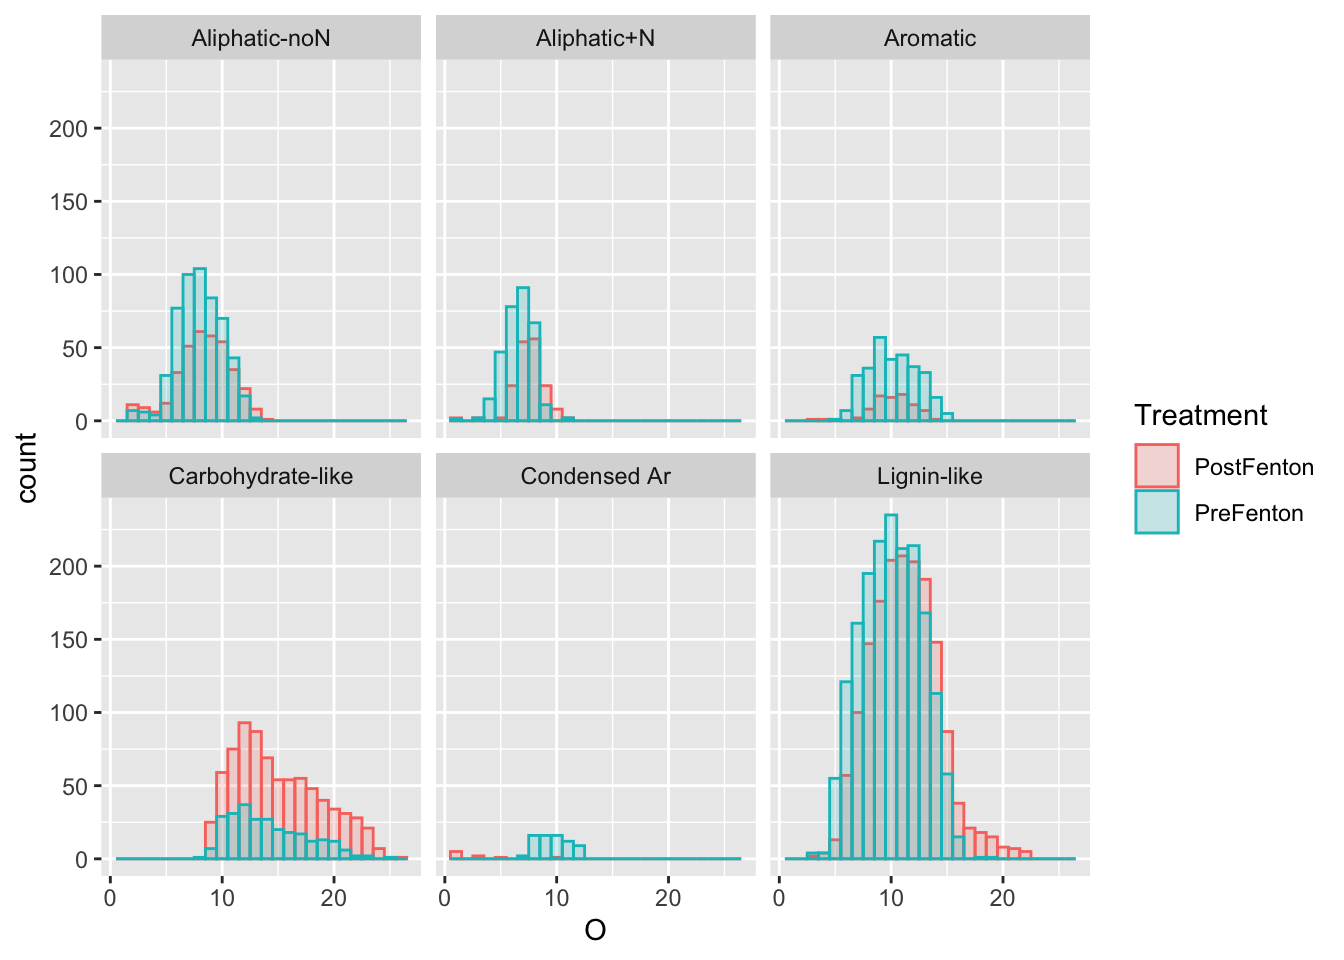 Aliphatic-noN
Aliphatic+N
Aromatic
200
150
100
50
0
Carbohydrate-like
Condensed Ar
Lignin-like
200
150
100
50
0
0 10 20
0 10 20
0 10 20
O
count
Treatment
PostFenton
PreFenton